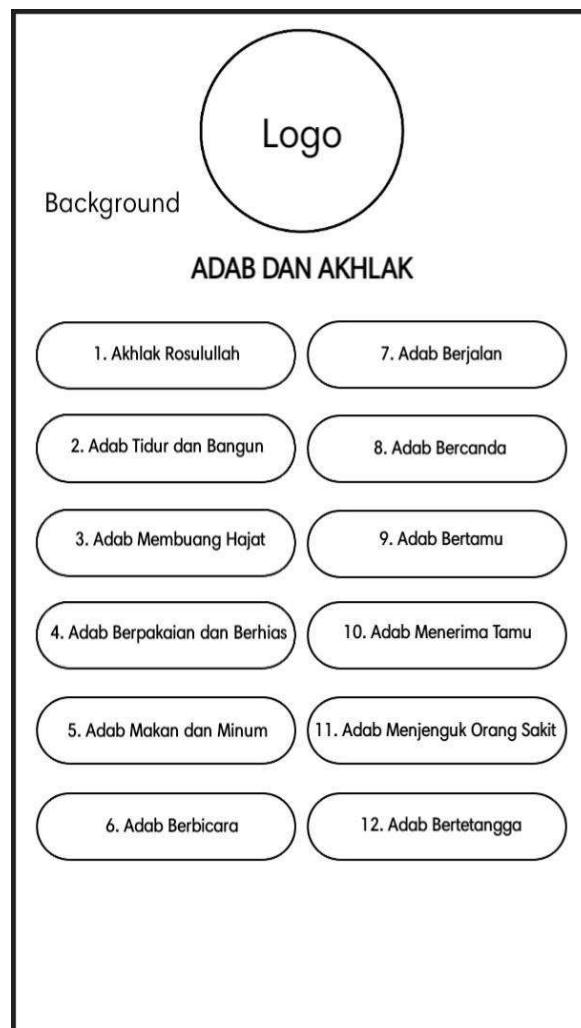 Logo
Background
ADAB DAN AKHLAK
1. Akhlak Rosulullah
7. Adab Berjalan
2. Adab Tidur dan Bangun
8. Adab Bercanda
3. Adab Membuang Hajat
9. Adab Bertamu
4. Adab Berpakaian dan Berhias
10. Adab Menerima Tamu
5. Adab Makan dan Minum
11. Adab Menjenguk Orang Sakit
6. Adab Berbicara
12. Adab Bertetangga